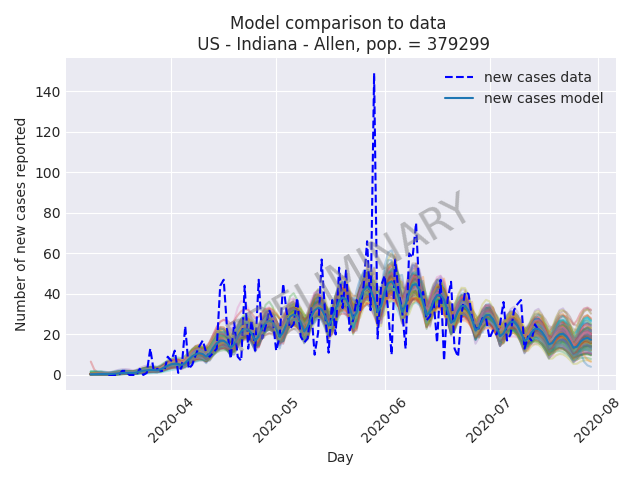 Model comparison to data
US - Indiana - Allen, pop. = 379299
new cases data
new cases model
Number of new cases reported
140
120
100
80
60
40
20
0
2020-04
2020-05
2020-06
2020-07
2020-08
Day